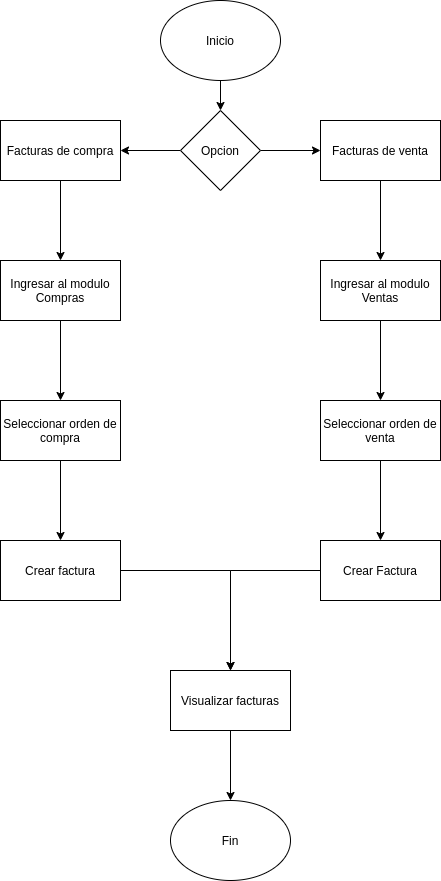 Inicio
Opcion
Facturas de compra
Facturas de venta
Ingresar al modulo
Compras
Ingresar al modulo
Ventas
Seleccionar orden de
compra
Seleccionar orden de
venta
Crear factura
Crear Factura
Visualizar facturas
Fin